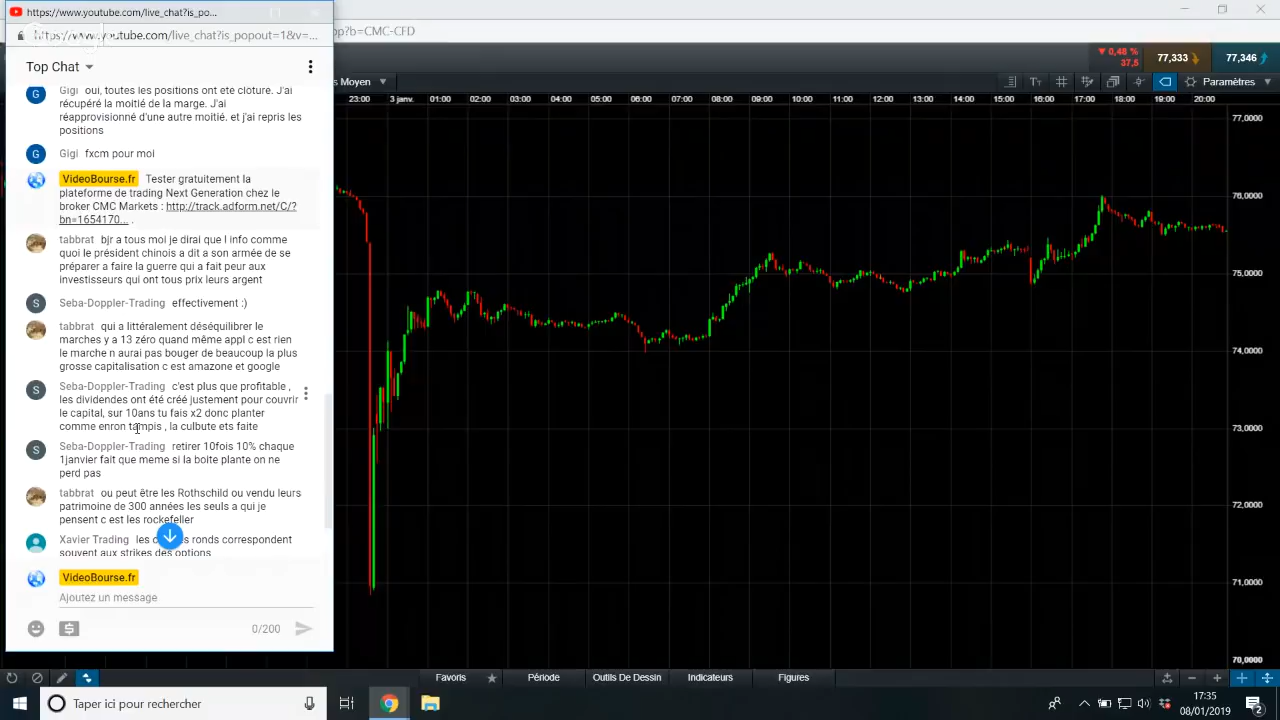 https://www.youtube.com/live_chat?is_po...
https://www.youtube.com/live_chat?is_popout=1&v=...
op?b=CMC-CFD
Top Chat
0,48 %
37,5
77,333
77,346
s Moyen
Paramètres
Gigi oui, toutes les positions ont été cloturé. J'ai
récupéré la moitié de la marge. J'ai
réapprovisionné d'une autre moitié. et j'ai repris les
positions
G
Gigi fxcm pour moi
VideoBourse.fr Tester gratuitement la
plateforme de trading Next Generation chez le
broker CMC Markets : http://track.adform.net/C/?
bn=1654170... .
tabbrat bjr a tous moi je dirai que l info comme
quoi le président chinois a dit a son armée de se
préparer a faire la guerre qui a fait peur aux
investisseurs qui ont tous prix leurs argent
S
Seba-Doppler-Trading effectivement :)
tabbrat qui a littéralement déséquilibrer le
marches y a 13 zéro quand même appl c est rien
le marche n aurai pas bouger de beaucoup la plus
grosse capitalisation c est amazone et google
S
Seba-Doppler-Trading c'est plus que profitable ,
les dividendes ont été créé justement pour couvrir
le capital, sur 10ans tu fais x2 donc planter
comme enron tampis , la culbute ets faite
S
Seba-Doppler-Trading retirer 10fois 10% chaque
1janvier fait que meme si la boite plante on ne
perd pas
tabbrat ou peut être les Rothschild ou vendu leurs
patrimoine de 300 années les seuls a qui je
pensent c est les rockefeller
Xavier Trading les ronds correspondent
souvent aux strikes des options
VideoBourse.fr
Ajoutez un message
0/200
23:00 3 janv. 01:00 02:00 03:00 04:00 05:00 06:00 07:00 08:00 09:00 10:00 11:00 12:00 13:00 14:00 15:00 16:00 17:00 18:00 19:00 20:00
77,0000
76,0000
75,0000
74,0000
73,0000
72,0000
71,0000
70,0000
Favoris
Période
Outils De Dessin
Indicateurs
Figures
Taper ici pour rechercher
17:35
08/01/2019
2